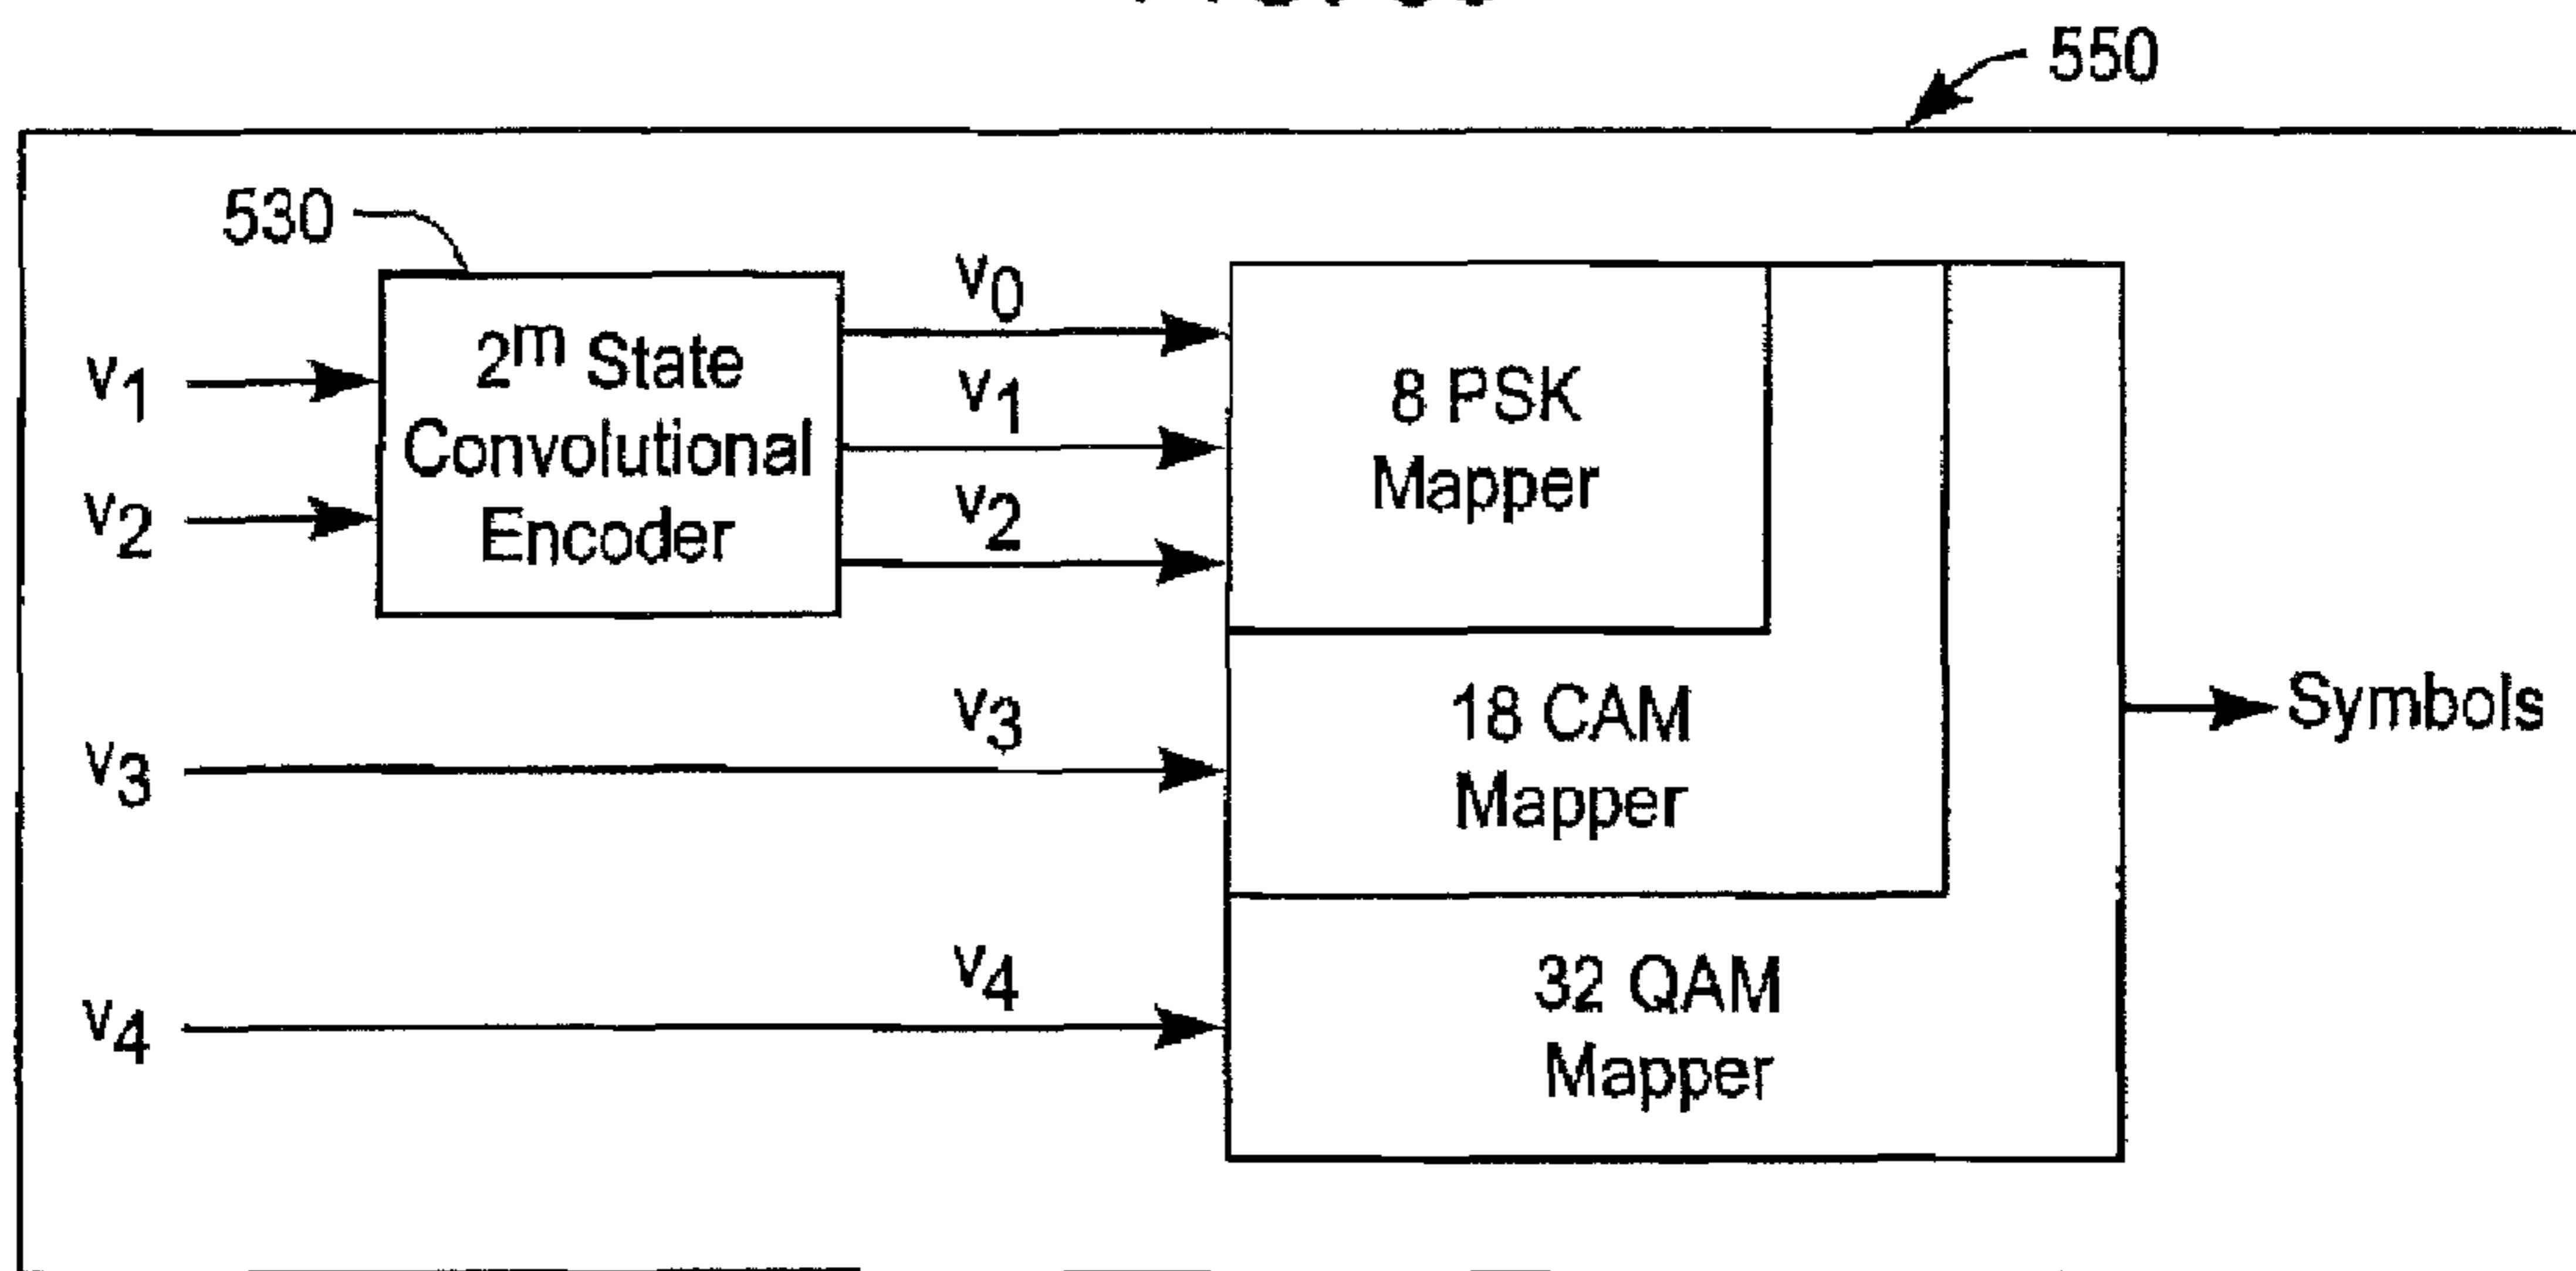 550
530
2^m State
Convolutional
Encoder
v1
v2
v3
v4
v0
v1
v2
v3
v4
8 PSK
Mapper
18 CAM
Mapper
32 QAM
Mapper
Symbols